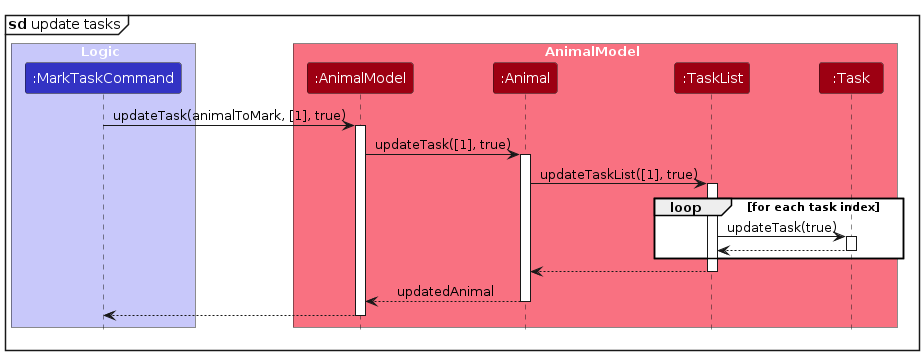 sd update tasks
Logic
AnimalModel
:MarkTaskCommand
:AnimalModel
:Animal
:TaskList
:Task
updateTask(animalToMark, [1], true)
updateTask([1], true)
updateTaskList([1], true)
loop
[for each task index]
updateTask(true)
updatedAnimal